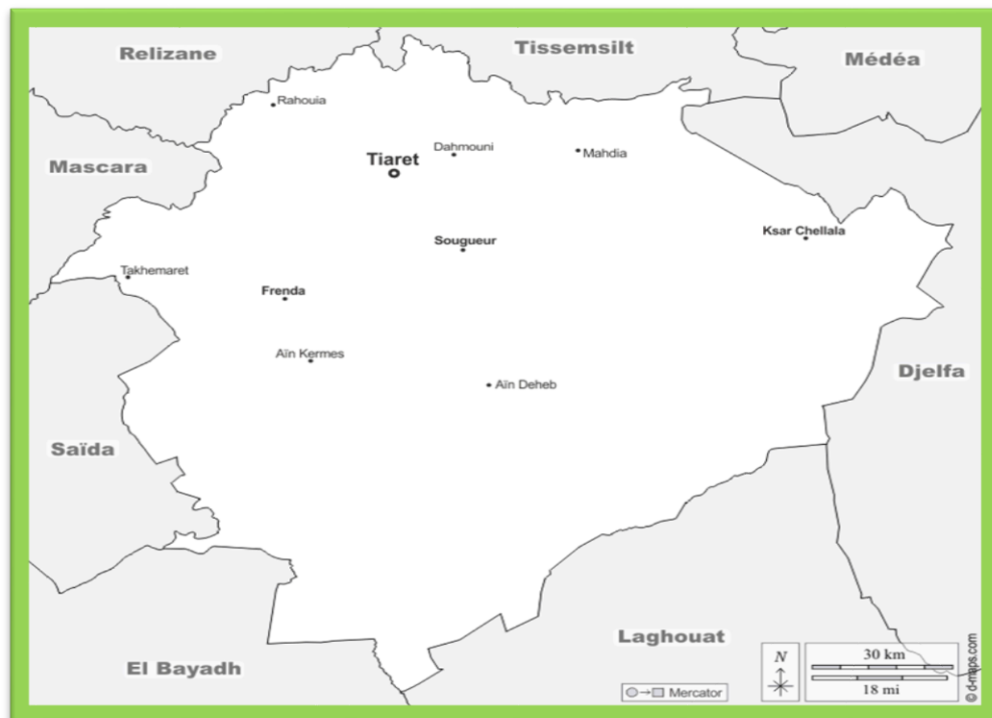 Relizane
Tissemsilt
Médéa
Rahouia
Mascara
Tiaret
Dahmouni
Mahdia
Ksar Chellala
Sougueur
Takhemaret
Frenda
Aïn Kermes
Aïn Deheb
Djelfa
Saïda
El Bayadh
Laghouat
N
30 km
18 mi
Mercator
© d-maps.com